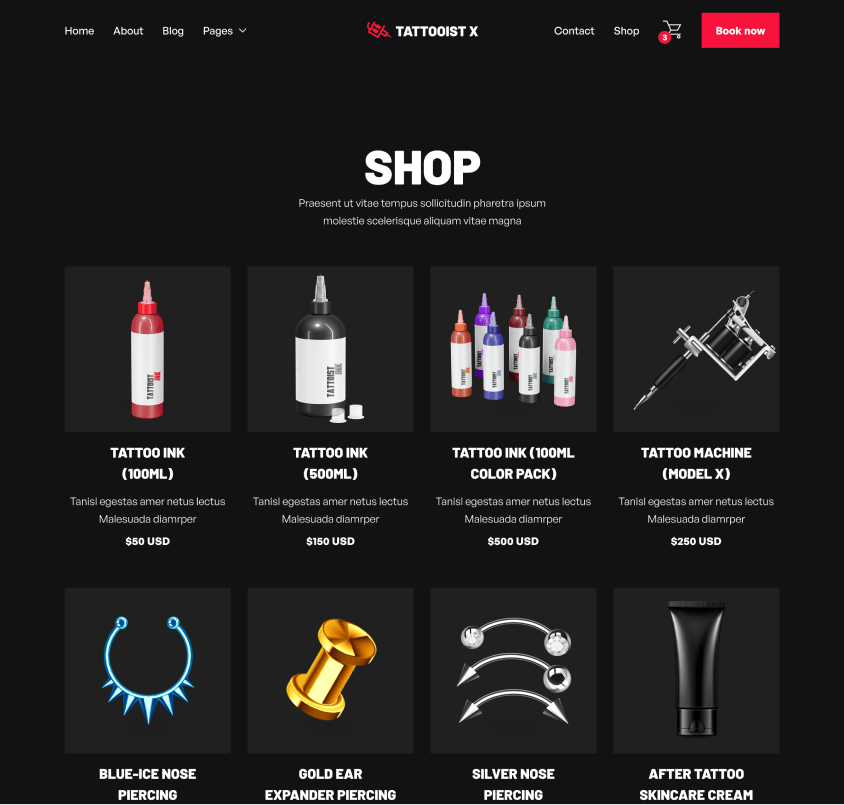 Home About Blog Pages TATTOOIST X Contact Shop 3 Book now
SHOP
Praesent ut vitae tempus sollicitudin pharetra ipsum
molestie scelerisque aliquam vitae magna
TATTOOIST INK
TATTOOIST INK
TATTOOIST INK
TATTOO INK
(100ML)
Tanisl egestas amer netus lectus
Malesuada diamrper
$50 USD
TATTOO INK
(500ML)
Tanisl egestas amer netus lectus
Malesuada diamrper
$150 USD
TATTOO INK (100ML
COLOR PACK)
Tanisl egestas amer netus lectus
Malesuada diamrper
$500 USD
TATTOO MACHINE
(MODEL X)
Tanisl egestas amer netus lectus
Malesuada diamrper
$250 USD
BLUE-ICE NOSE
PIERCING
GOLD EAR
EXPANDER PIERCING
SILVER NOSE
PIERCING
AFTER TATTOO
SKINCARE CREAM